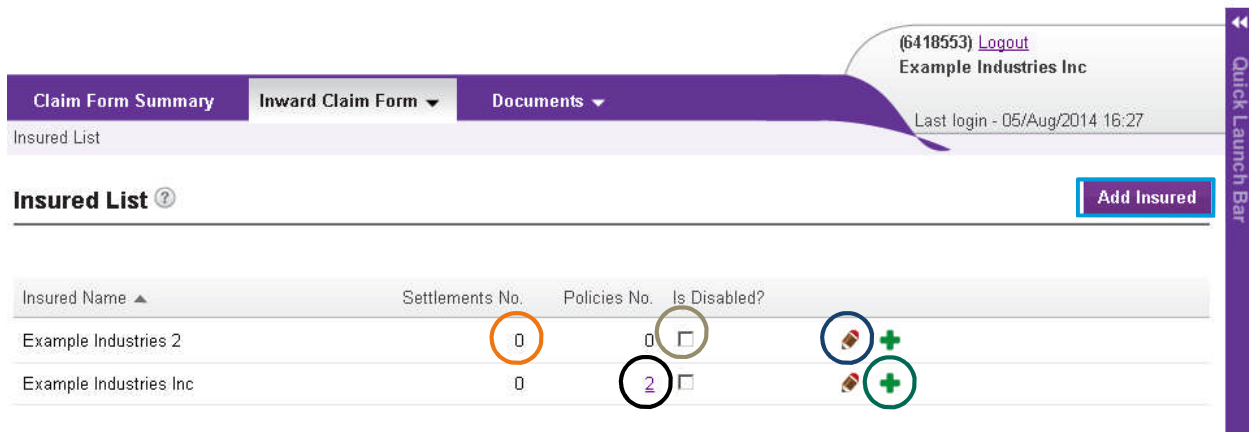 (6418553) Logout
Example Industries Inc
Last login - 05/Aug/2014 16:27
Claim Form Summary Inward Claim Form Documents
Insured List
Insured List ?
Add Insured
Quick Launch Bar
Insured Name Settlements No. Policies No. Is Disabled?
Example Industries 2 0 0
Example Industries Inc 0 2